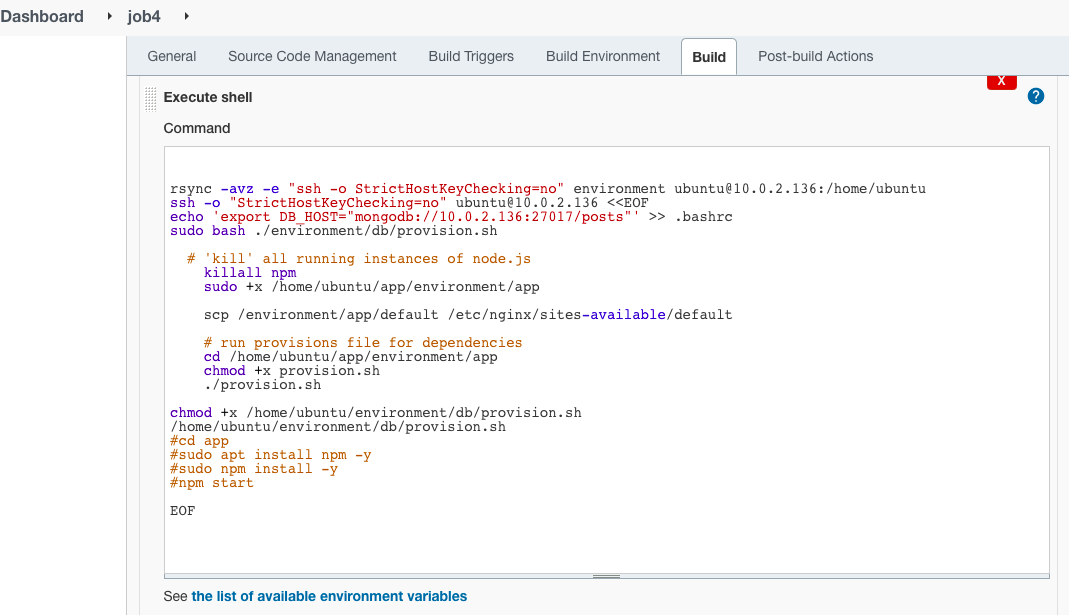 Dashboard job4
General Source Code Management Build Triggers Build Environment Build Post-build Actions
X
Execute shell
?
Command
rsync -avz -e "ssh -o StrictHostKeyChecking=no" environment ubuntu@10.0.2.136:/home/ubuntu
ssh -o "StrictHostKeyChecking=no" ubuntu@10.0.2.136 <<EOF
echo 'export DB_HOST="mongodb://10.0.2.136:27017/posts"' >> .bashrc
sudo bash ./environment/db/provision.sh
# 'kill' all running instances of node.js
killall npm
sudo +x /home/ubuntu/app/environment/app
scp /environment/app/default /etc/nginx/sites-available/default
# run provisions file for dependencies
cd /home/ubuntu/app/environment/app
chmod +x provision.sh
./provision.sh
chmod +x /home/ubuntu/environment/db/provision.sh
/home/ubuntu/environment/db/provision.sh
#cd app
#sudo apt install npm -y
#sudo npm install -y
#npm start
EOF
See the list of available environment variables